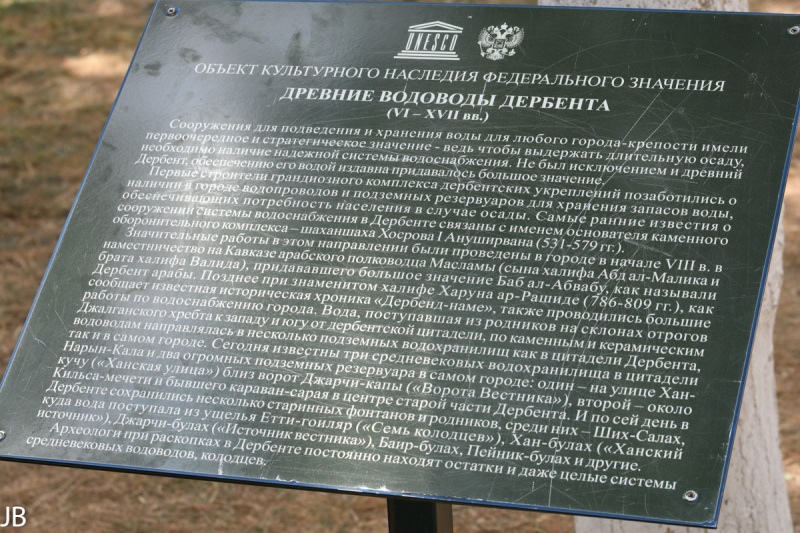 UNESCO
ОБЪЕКТ КУЛЬТУРНОГО НАСЛЕДИЯ ФЕДЕРАЛЬНОГО ЗНАЧЕНИЯ
ДРЕВНИЕ ВОДОВОДЫ ДЕРБЕНТА
(VI – XVII вв.)
Сооружения для подведения и хранения воды для любого города-крепости имели
первоочередное и стратегическое значение - ведь чтобы выдержать длительную осаду,
необходимо наличие надежной системы водоснабжения. Не был исключением и древний
Дербент, обеспечению его водой издавна придавалось большое значение.
Первые строители грандиозного комплекса дербентских укреплений позаботились о
наличии в городе водопроводов и подземных резервуаров для хранения запасов воды,
обеспечивающих потребность населения в случае осады. Самые ранние известия о
сооружении системы водоснабжения в Дербенте связаны с именем основателя каменного
оборонительного комплекса – шаханшаха Хосрова I Ануширвана (531-579 гг.).
Значительные работы в этом направлении были проведены в городе в начале VIII в. в
наместничество на Кавказе арабского полководца Масламы (сына халифа Абд ал-Малика и
брата халифа Валида), придававшего большое значение Баб ал-Абвабу, как называли
Дербент арабы. Позднее при знаменитом халифе Харуна ар-Рашиде (786-809 гг.), как
сообщает известная историческая хроника «Дербенд-наме», также проводились большие
работы по водоснабжению города. Вода, поступавшая из родников на склонах отрогов
Джалганского хребта к западу и югу от дербентской цитадели, по каменным и керамическим
водоводам направлялась в несколько подземных водохранилищ как в цитадели Дербента,
так и в самом городе. Сегодня известны три средневековых водохранилища в цитадели
Нарын-Кала и два огромных подземных резервуара в самом городе: один – на улице Хан-
кучу («Ханская улица») близ ворот Джарчи-капы («Ворота Вестника»), второй – около
Кильса-мечети и бывшего караван-сарая в центре старой части Дербента. И по сей день в
Дербенте сохранились несколько старинных фонтанов и родников, среди них – Ших-Салах,
куда вода поступала из ущелья Етти-гоиляр («Семь колодцев»), Хан-булах («Ханский
источник»), Джарчи-булах («Источник вестника»), Баир-булах, Пейник-булах и другие.
Археологи при раскопках в Дербенте постоянно находят остатки и даже целые системы
средневековых водоводов, колодцев.
JB